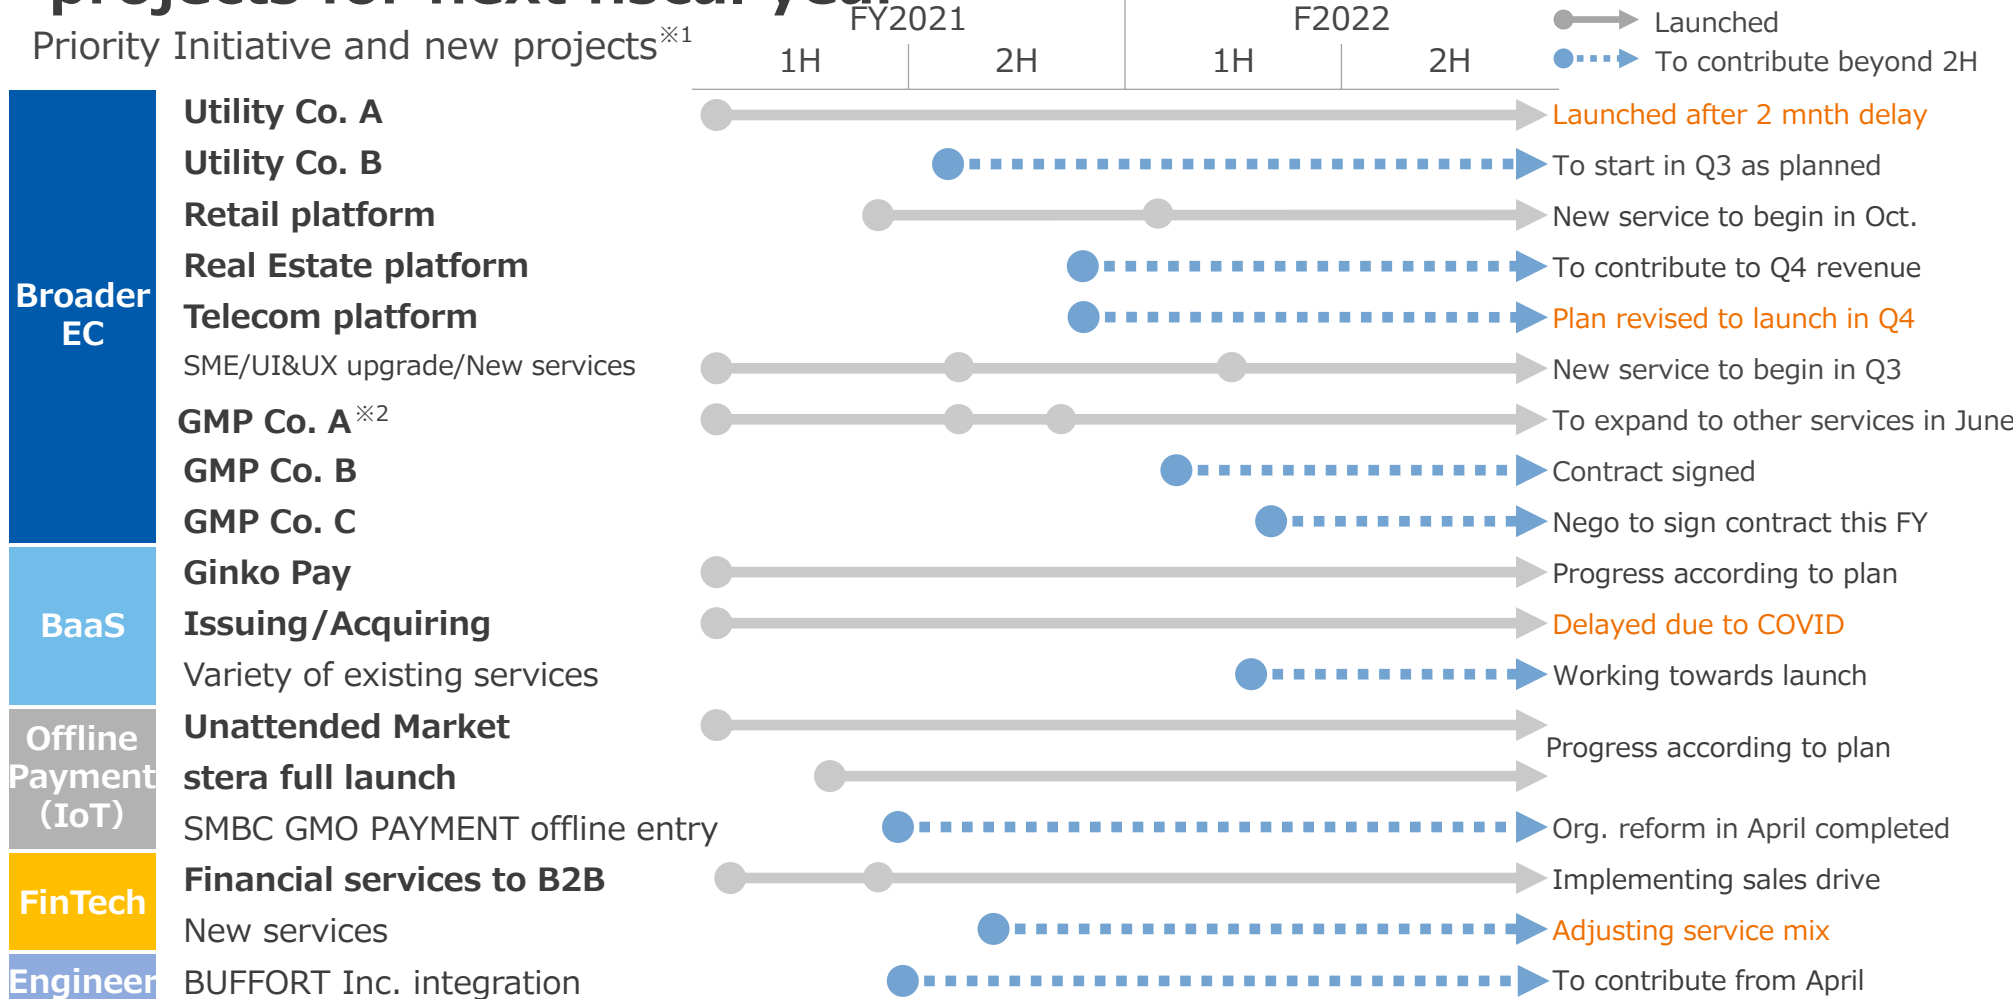 projects for next fiscal year
Priority Initiative and new projects※1
FY2021
F2022
1H
2H
1H
2H
Launched
To contribute beyond 2H
Broader
EC
Utility Co. A
Launched after 2 mnth delay
Utility Co. B
To start in Q3 as planned
Retail platform
New service to begin in Oct.
Real Estate platform
To contribute to Q4 revenue
Telecom platform
Plan revised to launch in Q4
SME/UI&UX upgrade/New services
New service to begin in Q3
GMP Co. A※2
To expand to other services in June
GMP Co. B
Contract signed
GMP Co. C
Nego to sign contract this FY
BaaS
Ginko Pay
Progress according to plan
Issuing/Acquiring
Delayed due to COVID
Variety of existing services
Working towards launch
Offline
Payment
(IoT)
Unattended Market
Progress according to plan
stera full launch
SMBC GMO PAYMENT offline entry
Org. reform in April completed
FinTech
Financial services to B2B
Implementing sales drive
New services
Adjusting service mix
Engineer
BUFFORT Inc. integration
To contribute from April